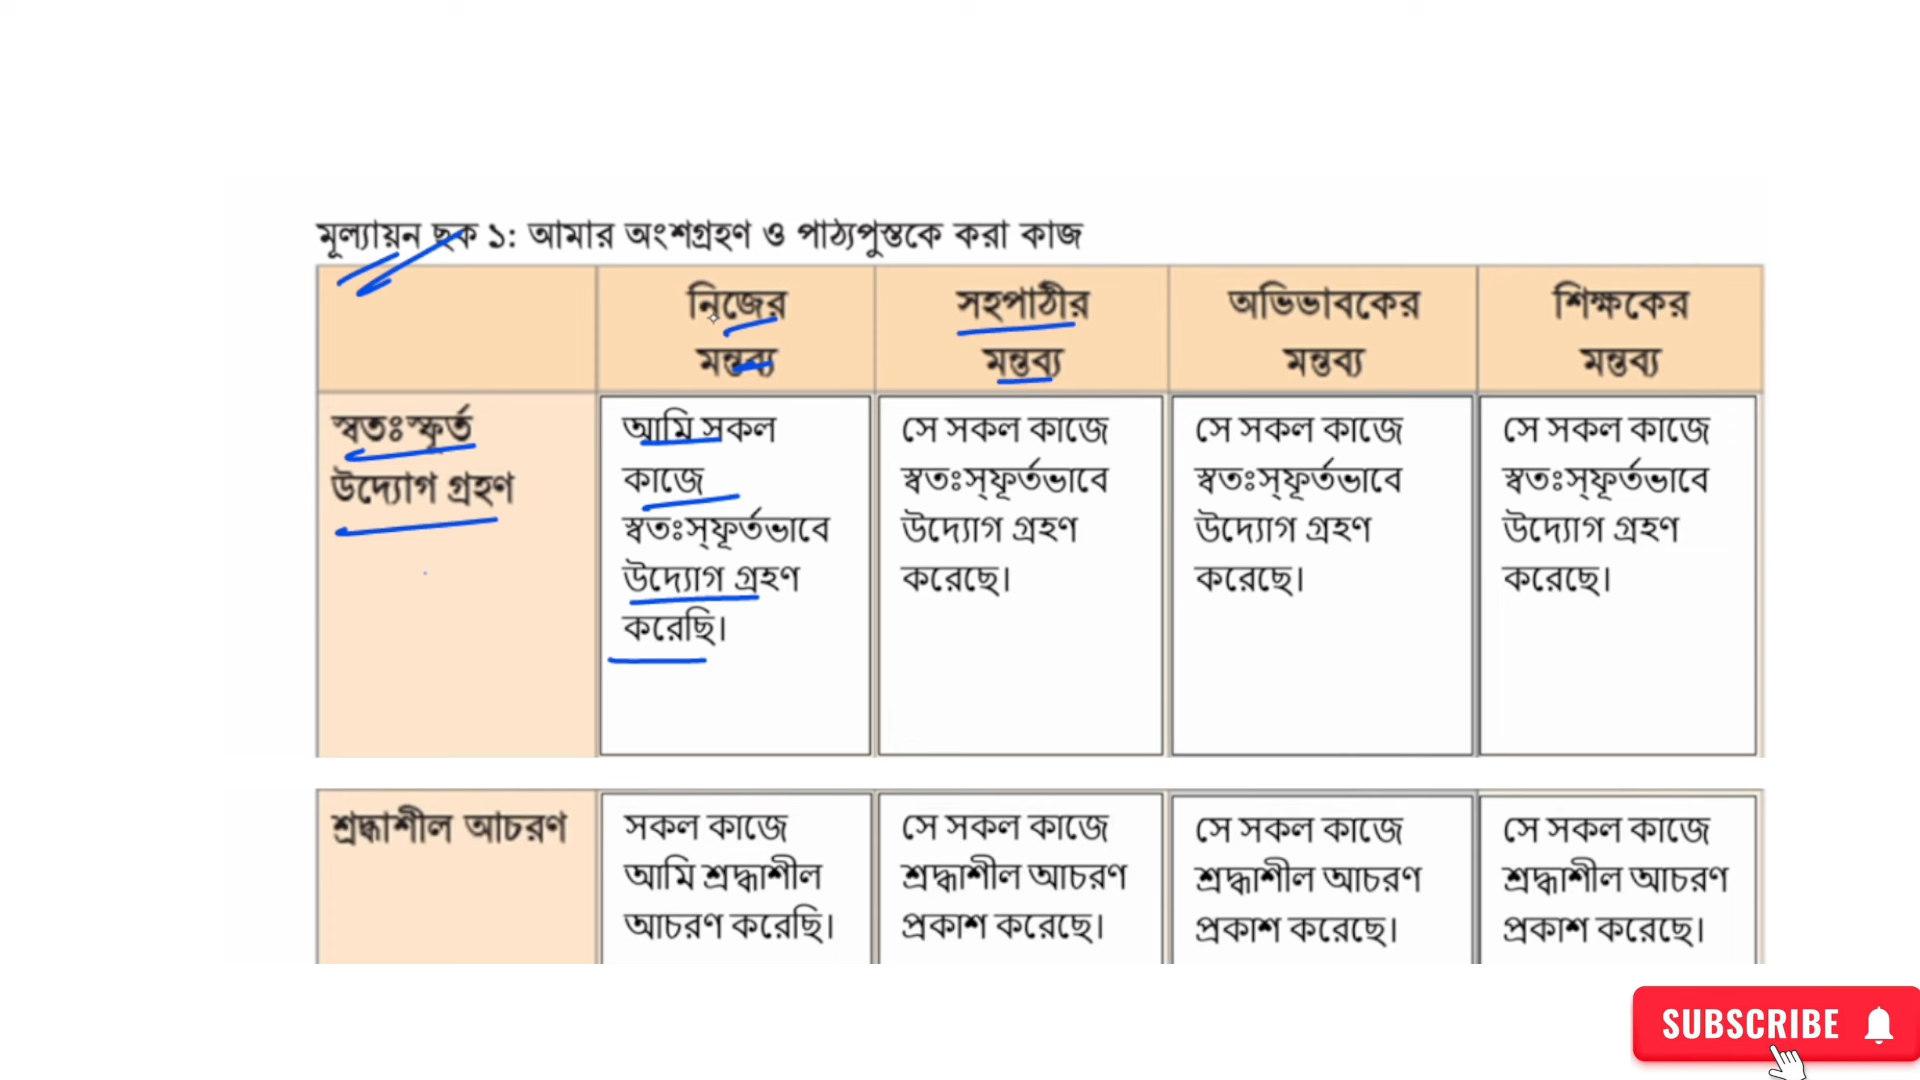 মূল্যায়ন ছক ১: আমার অংশগ্রহণ ও পাঠ্যপুস্তকে করা কাজ
নিজের
মন্তব্য
সহপাঠীর
মন্তব্য
অভিভাবকের
মন্তব্য
শিক্ষকের
মন্তব্য
স্বতঃস্ফূর্ত
উদ্যোগ গ্রহণ
আমি সকল
কাজে
স্বতঃস্ফূর্তভাবে
উদ্যোগ গ্রহণ
করেছি।
সে সকল কাজে
স্বতঃস্ফূর্তভাবে
উদ্যোগ গ্রহণ
করেছে।
সে সকল কাজে
স্বতঃস্ফূর্তভাবে
উদ্যোগ গ্রহণ
করেছে।
সে সকল কাজে
স্বতঃস্ফূর্তভাবে
উদ্যোগ গ্রহণ
করেছে।
শ্রদ্ধাশীল আচরণ
সকল কাজে
আমি শ্রদ্ধাশীল
আচরণ করেছি।
সে সকল কাজে
শ্রদ্ধাশীল আচরণ
প্রকাশ করেছে।
সে সকল কাজে
শ্রদ্ধাশীল আচরণ
প্রকাশ করেছে।
সে সকল কাজে
শ্রদ্ধাশীল আচরণ
প্রকাশ করেছে।
SUBSCRIBE